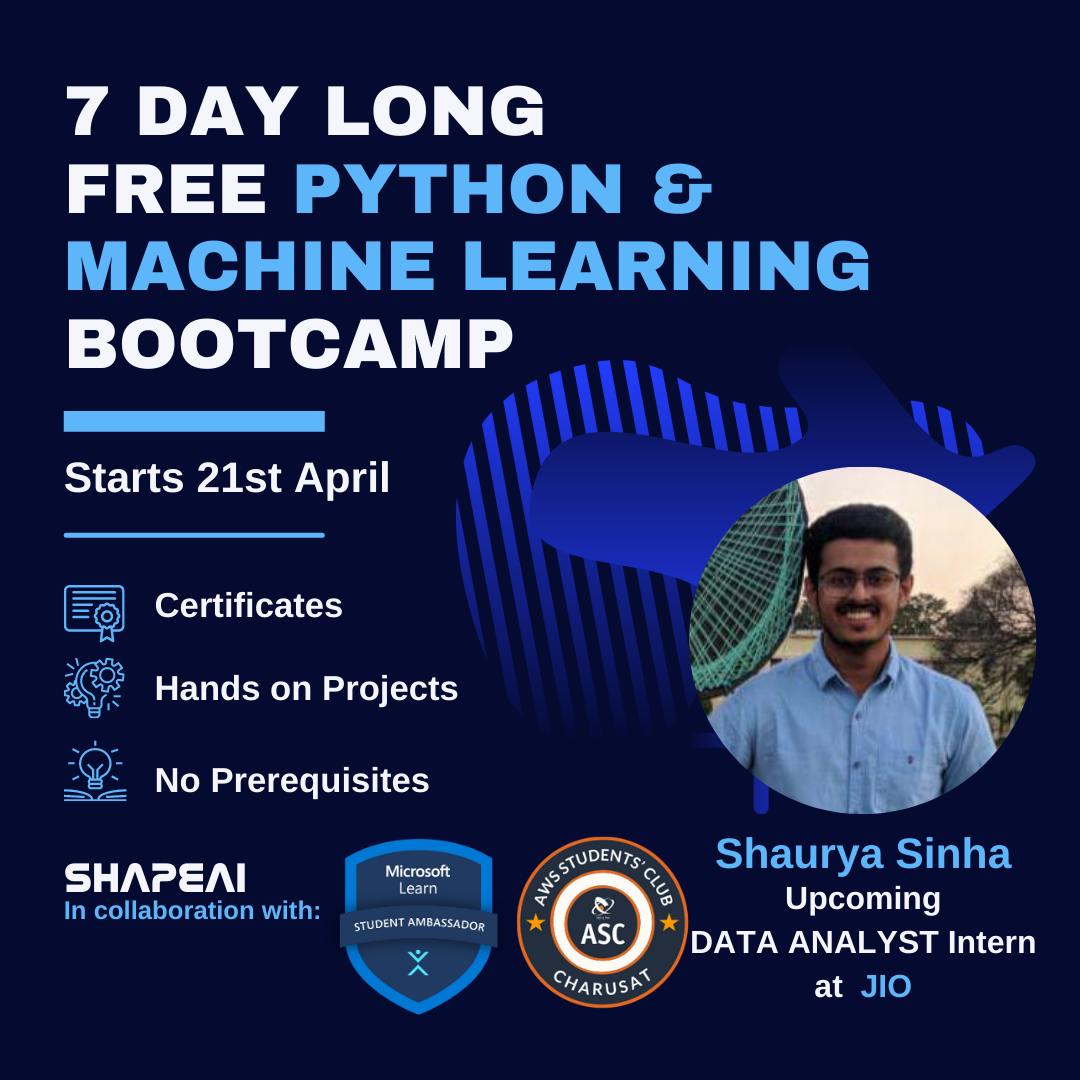 7 DAY LONG
FREE PYTHON &
MACHINE LEARNING
BOOTCAMP
Starts 21st April
Certificates
Hands on Projects
No Prerequisites
SHAPEAI
In collaboration with:
Microsoft
Learn
STUDENT AMBASSADOR
AWS STUDENTS' CLUB
ASC
CHARUSAT
Shaurya Sinha
Upcoming
DATA ANALYST Intern
at JIO